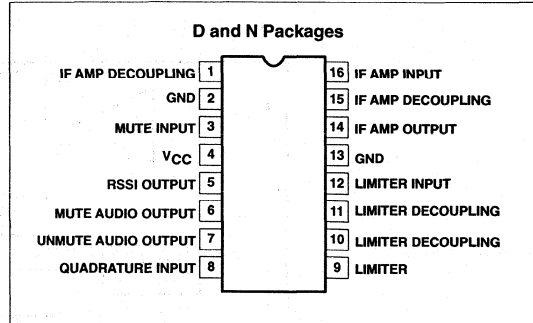 D and N Packages
IF AMP DECOUPLING 1
GND 2
MUTE INPUT 3
VCC 4
RSSI OUTPUT 5
MUTE AUDIO OUTPUT 6
UNMUTE AUDIO OUTPUT 7
QUADRATURE INPUT 8
16 IF AMP INPUT
15 IF AMP DECOUPLING
14 IF AMP OUTPUT
13 GND
12 LIMITER INPUT
11 LIMITER DECOUPLING
10 LIMITER DECOUPLING
9 LIMITER